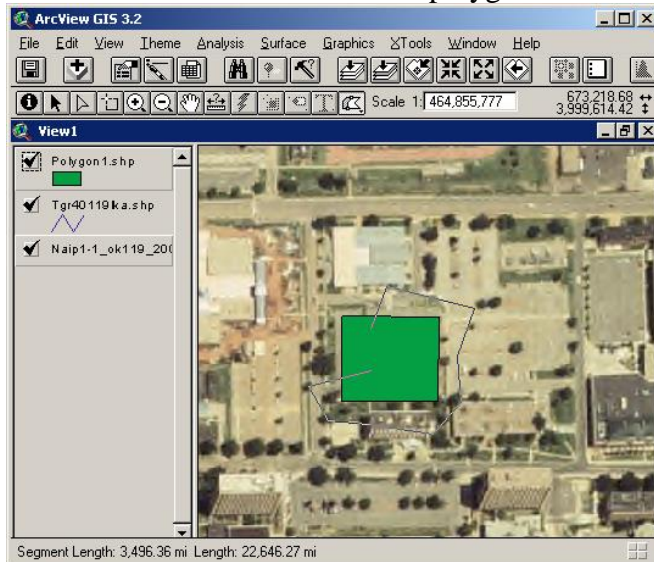 polygon
ArcView GIS 3.2
File Edit View Theme Analysis Surface Graphics XTools Window Help
Scale 1: 464,855,777
673,218.68
3,999,614.42
View1
Polygon1.shp
Tgr40119lka.shp
Naip1-1_ok119_200
Segment Length: 3,496.36 mi Length: 22,646.27 mi